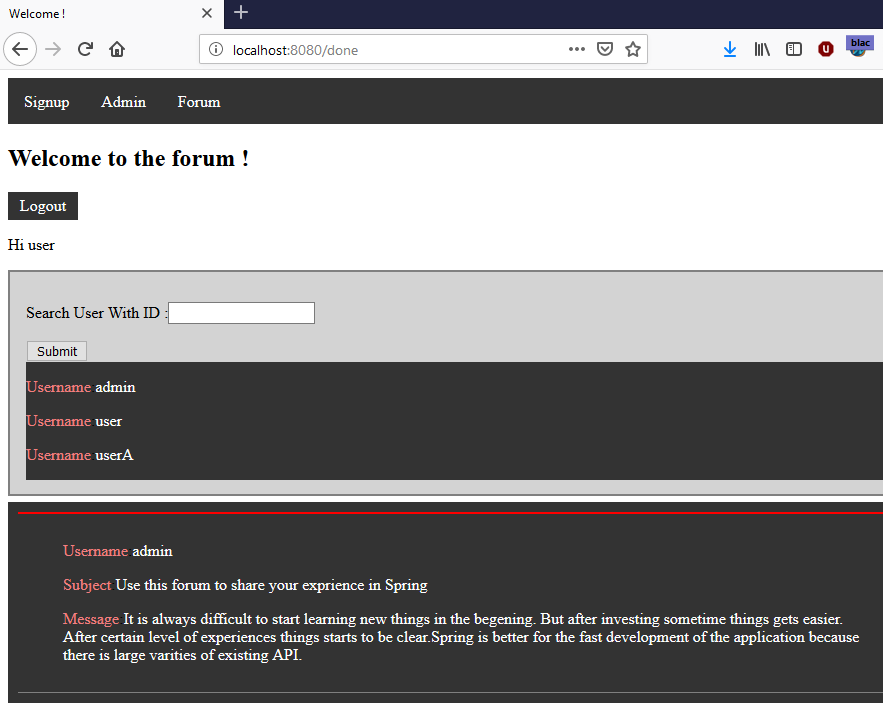 Welcome !
localhost:8080/done
blac
Signup Admin Forum
Welcome to the forum !
Logout
Hi user
Search User With ID :
Submit
Username admin
Username user
Username userA
Username admin
Subject Use this forum to share your exprience in Spring
Message It is always difficult to start learning new things in the begening. But after investing sometime things gets easier.
After certain level of experiences things starts to be clear.Spring is better for the fast development of the application because
there is large varities of existing API.